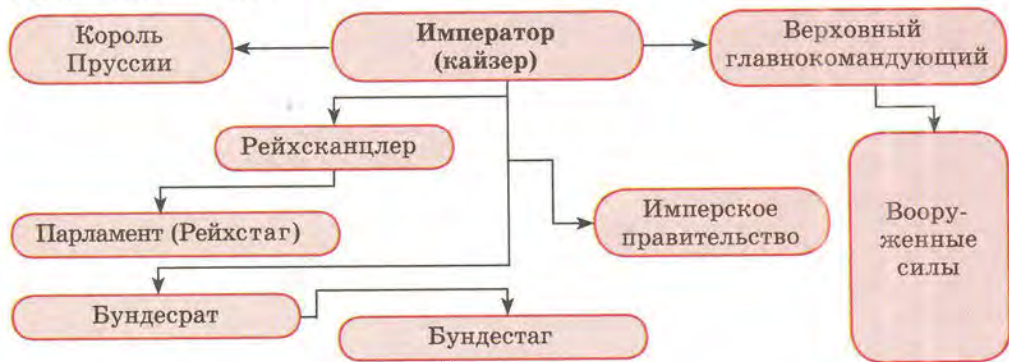 Король
Пруссии
Император
(кайзер)
Верховный
главнокомандующий
Рейхсканцлер
Парламент (Рейхстаг)
Имперское
правительство
Воору-
женные
силы
Бундесрат
Бундестаг